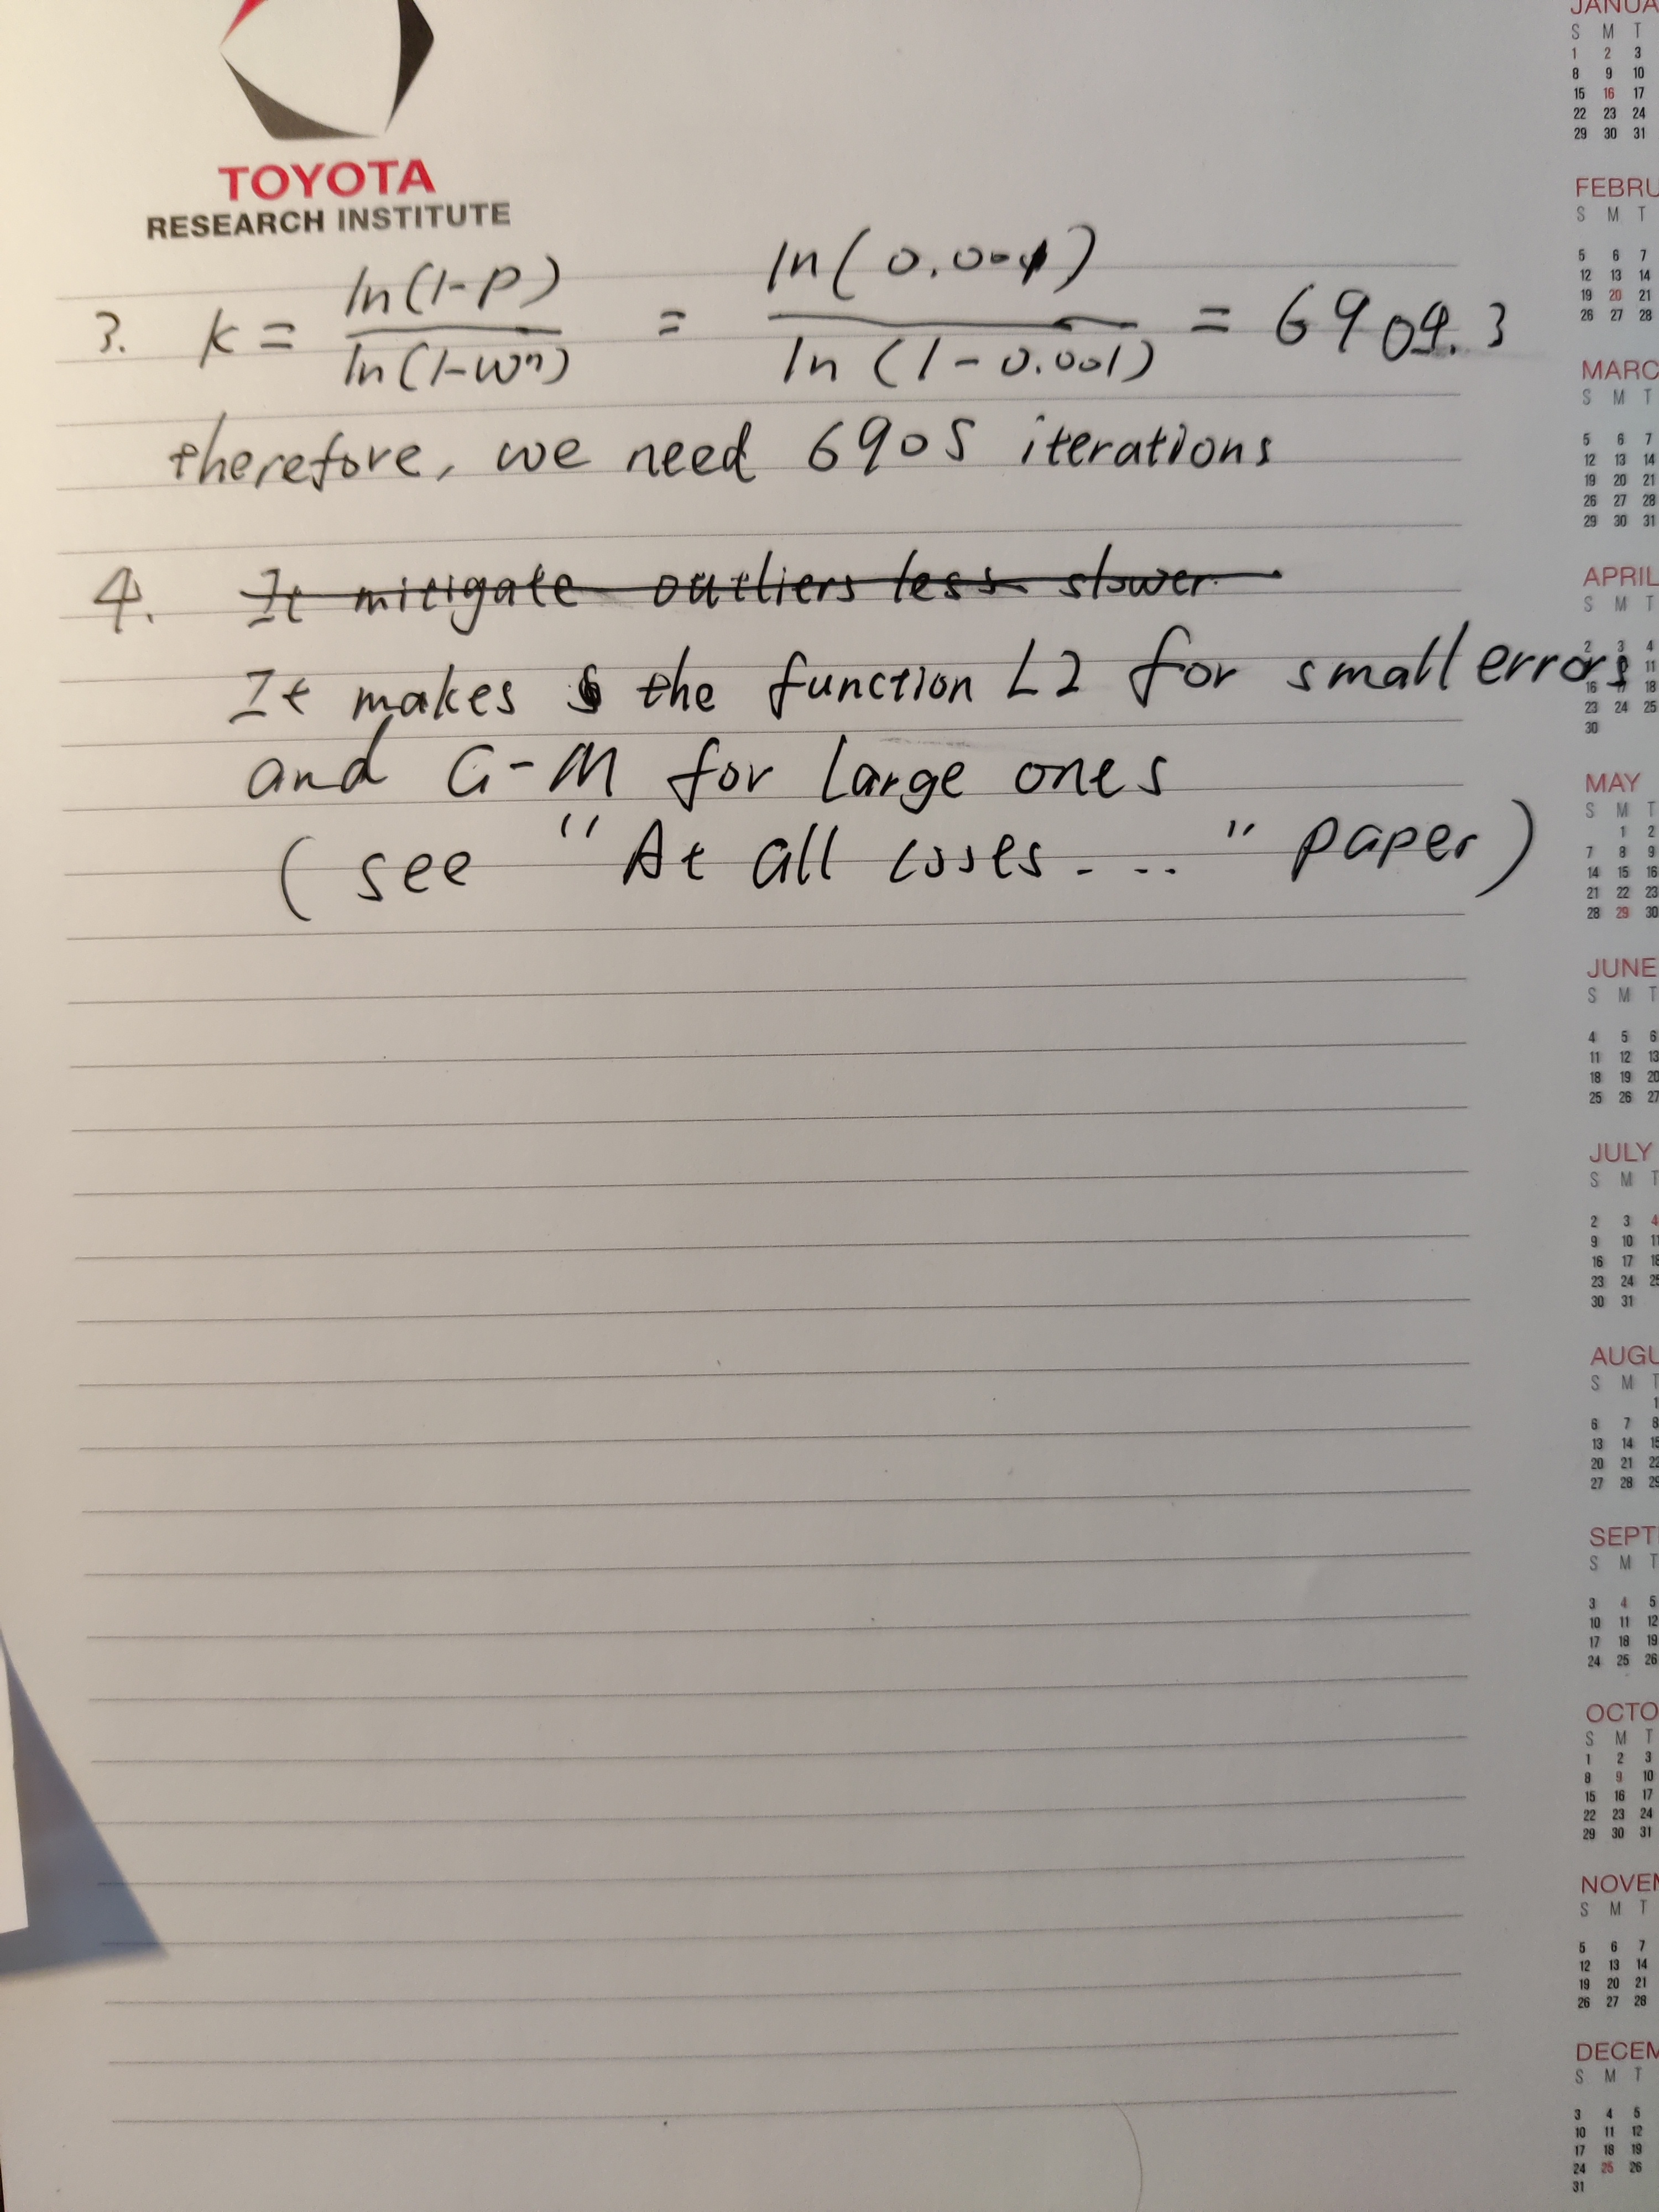 TOYOTA
RESEARCH INSTITUTE
3. k = ln(1-p) / ln(1-wⁿ) = ln(0.001) / ln(1-0.001) = 6904.3
therefore, we need 6905 iterations
4. It mitigate outliers less slower.
It makes the function L2 for small errors
and G-M for large ones
(see "At all coses...." paper)
JANUA
S M T
1 2 3
8 9 10
15 16 17
22 23 24
29 30 31
FEBRU
S M T
5 6 7
12 13 14
19 20 21
26 27 28
MARC
S M T
5 6 7
12 13 14
19 20 21
26 27 28
29 30 31
APRIL
S M T
2 3 4
11
16 17 18
23 24 25
30
MAY
S M T
1 2
7 8 9
14 15 16
21 22 23
28 29 30
JUNE
S M T
4 5 6
11 12 13
18 19 20
25 26 27
JULY
S M T
2 3 4
9 10 11
16 17 18
23 24 25
30 31
AUGU
S M T
1
6 7 8
13 14 15
20 21 22
27 28 29
SEPT
S M T
3 4 5
10 11 12
17 18 19
24 25 26
OCTO
S M T
1 2 3
8 9 10
15 16 17
22 23 24
29 30 31
NOVEM
S M T
5 6 7
12 13 14
19 20 21
26 27 28
DECEM
S M T
3 4 5
10 11 12
17 18 19
24 25 26
31